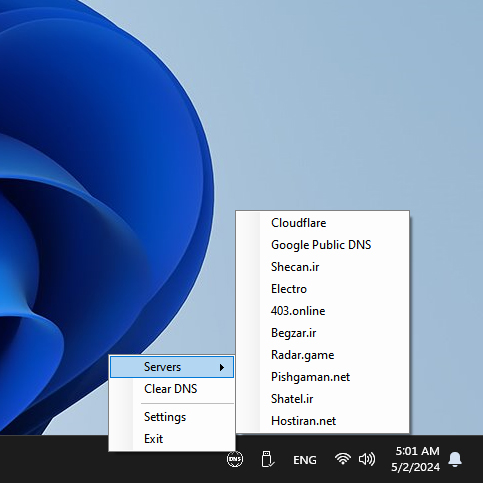 Cloudflare
Google Public DNS
Shecan.ir
Electro
403.online
Begzar.ir
Radar.game
Pishgaman.net
Shatel.ir
Hostiran.net
Servers
Clear DNS
Settings
Exit
DNS
ENG
5:01 AM
5/2/2024